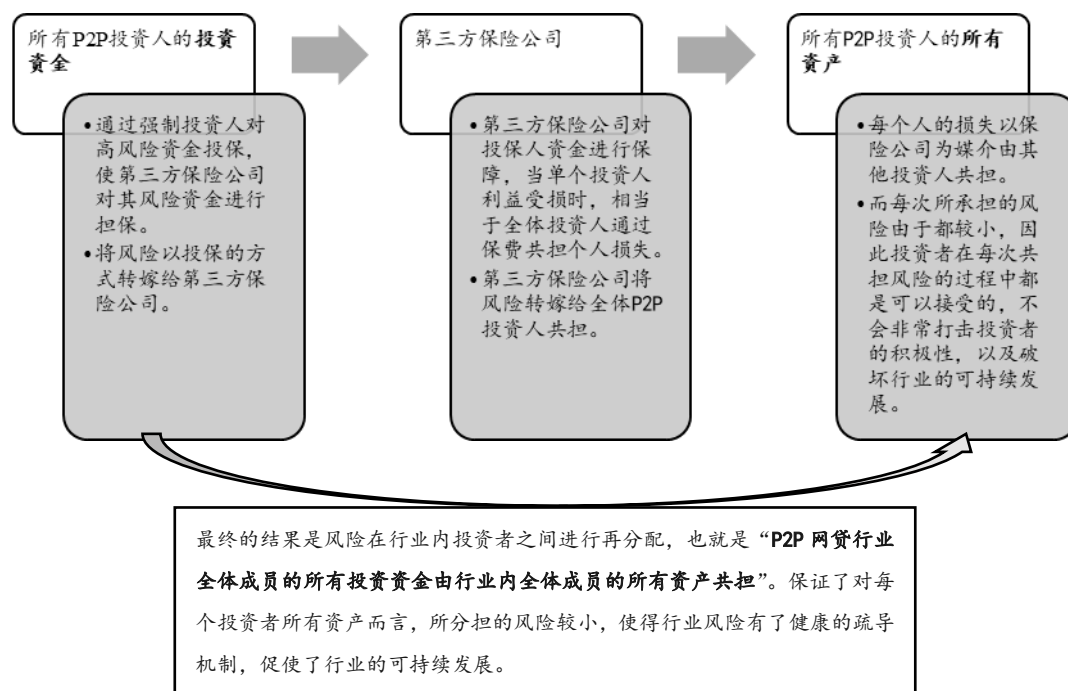 所有P2P投资人的投资
资金
•通过强制投资人对
高风险资金投保，
使第三方保险公司
对其风险资金进行
担保。
•将风险以投保的方
式转嫁给第三方保
险公司。
第三方保险公司
•第三方保险公司对
投保人资金进行保
障，当单个投资人
利益受损时，相当
于全体投资人通过
保费共担个人损失。
•第三方保险公司将
风险转嫁给全体P2P
投资人共担。
所有P2P投资人的所有
资产
•每个人的损失以保
险公司为媒介由其
他投资人共担。
•而每次所承担的风
险由于都较小，因
此投资者在每次共
担风险的过程中都
是可以接受的，不
会非常打击投资者
的积极性，以及破
坏行业的可持续发
展。
最终的结果是风险在行业内投资者之间进行再分配，也就是“P2P 网贷行业
全体成员的所有投资资金由行业内全体成员的所有资产共担”。保证了对每
个投资者所有资产而言，所分担的风险较小，使得行业风险有了健康的疏导
机制，促使了行业的可持续发展。